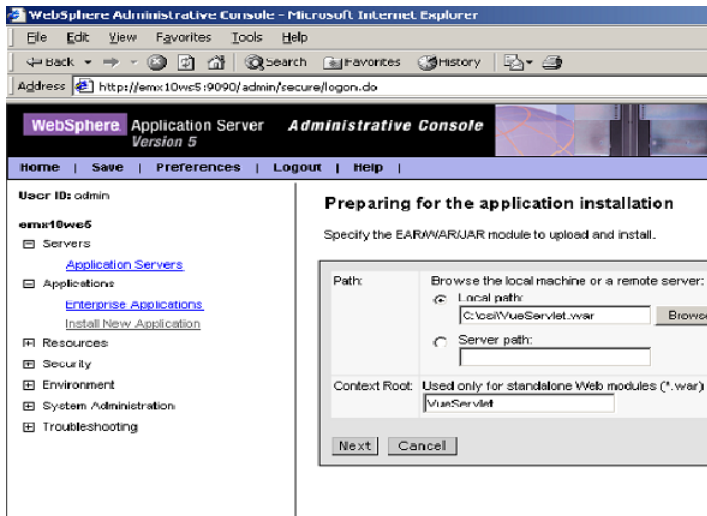 WebSphere Administrative Console - Microsoft Internet Explorer
File Edit View Favorites Tools Help
Back Search Favorites History
Address http://emx10wc5:9090/admin/secure/logon.do
WebSphere Application Server Administrative Console
Version 5
Home | Save | Preferences | Logout | Help |
User ID: admin
emx10wc5
Servers
Application Servers
Applications
Enterprise Applications
Install New Application
Resources
Security
Environment
System Administration
Troubleshooting
Preparing for the application installation
Specify the EAR/WAR/JAR module to upload and install.
Path: Browse the local machine or a remote server:
Local path:
C:\csi\VueServlet.war Browse
Server path:
Context Root: Used only for standalone Web modules (*.war)
VueServlet
Next Cancel